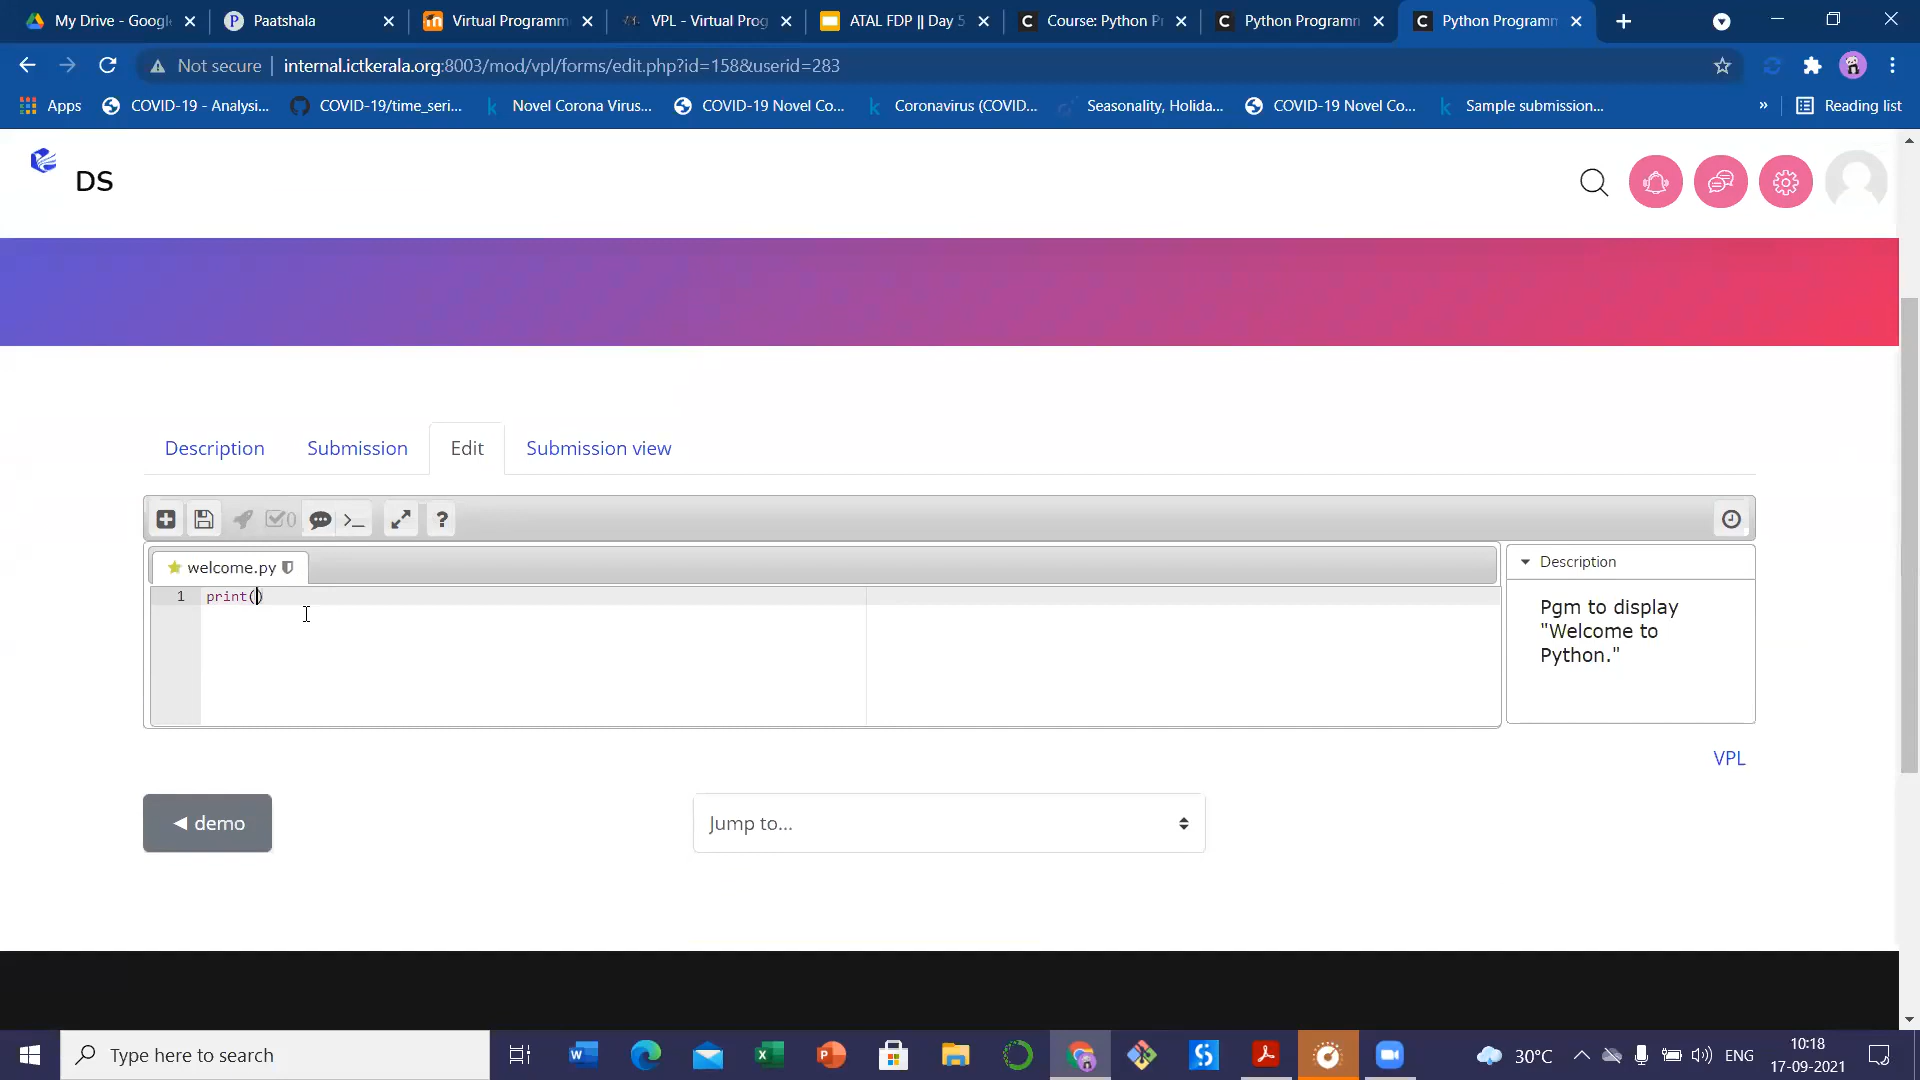 My Drive - Googl
Paatshala
Virtual Programm
VPL - Virtual Prog
ATAL FDP || Day 5
Course: Python P
Python Programm
Python Programm
Not secure
internal.ictkerala.org:8003/mod/vpl/forms/edit.php?id=158&userid=283
Apps
COVID-19 - Analysi...
COVID-19/time_seri...
Novel Corona Virus...
COVID-19 Novel Co...
Coronavirus (COVID...
Seasonality, Holida...
COVID-19 Novel Co...
Sample submission...
»
Reading list
DS
Description
Submission
Edit
Submission view
0
?
welcome.py
Description
1 print()
Pgm to display
"Welcome to
Python."
VPL
◄ demo
Jump to...
Type here to search
30°C
ENG
10:18
17-09-2021